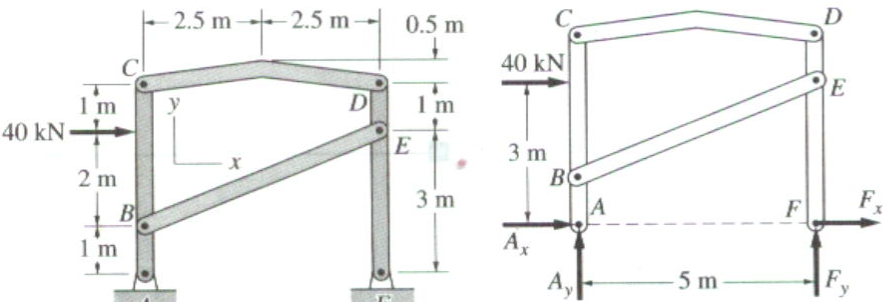 2.5 m 2.5 m 0.5 m
C
1 m y D 1 m
40 kN
E
x
2 m
3 m
B
1 m
C D
40 kN
E
3 m
B
A F F_x
A_x
A_y 5 m F_y